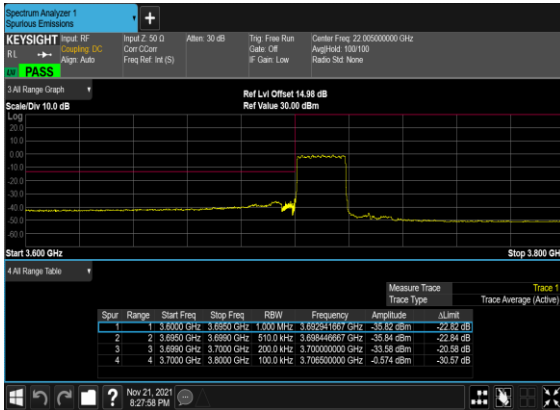 Spectrum Analyzer 1
Spurious Emissions
+
KEYSIGHT Input: RF Input Z: 50 Ω Atten: 30 dB Trig: Free Run Center Freq: 22.005000000 GHz
RL Coupling: DC Corr CCorr Gate: Off Avg|Hold: 100/100
Align: Auto Freq Ref: Int (S) IF Gain: Low Radio Std: None
LW PASS
3 All Range Graph
Ref Lvl Offset 14.98 dB
Scale/Div 10.0 dB Ref Value 30.00 dBm
Log
20.0
10.0
0.00
-10.0
-20.0
-30.0
-40.0
-50.0
-60.0
Start 3.600 GHz Stop 3.800 GH
4 All Range Table
Measure Trace Trace 1
Trace Type Trace Average (Active)
Spur Range Start Freq Stop Freq RBW Frequency Amplitude ΔLimit
1 1 3.6000 GHz 3.6950 GHz 1.000 MHz 3.692941667 GHz -35.82 dBm -22.82 dB
2 2 3.6950 GHz 3.6990 GHz 510.0 kHz 3.698446667 GHz -35.84 dBm -22.84 dB
3 3 3.6990 GHz 3.7000 GHz 200.0 kHz 3.700000000 GHz -33.58 dBm -20.58 dB
4 4 3.7000 GHz 3.8000 GHz 100.0 kHz 3.706500000 GHz -0.574 dBm -30.57 dB
? Nov 21, 2021
8:27:58 PM